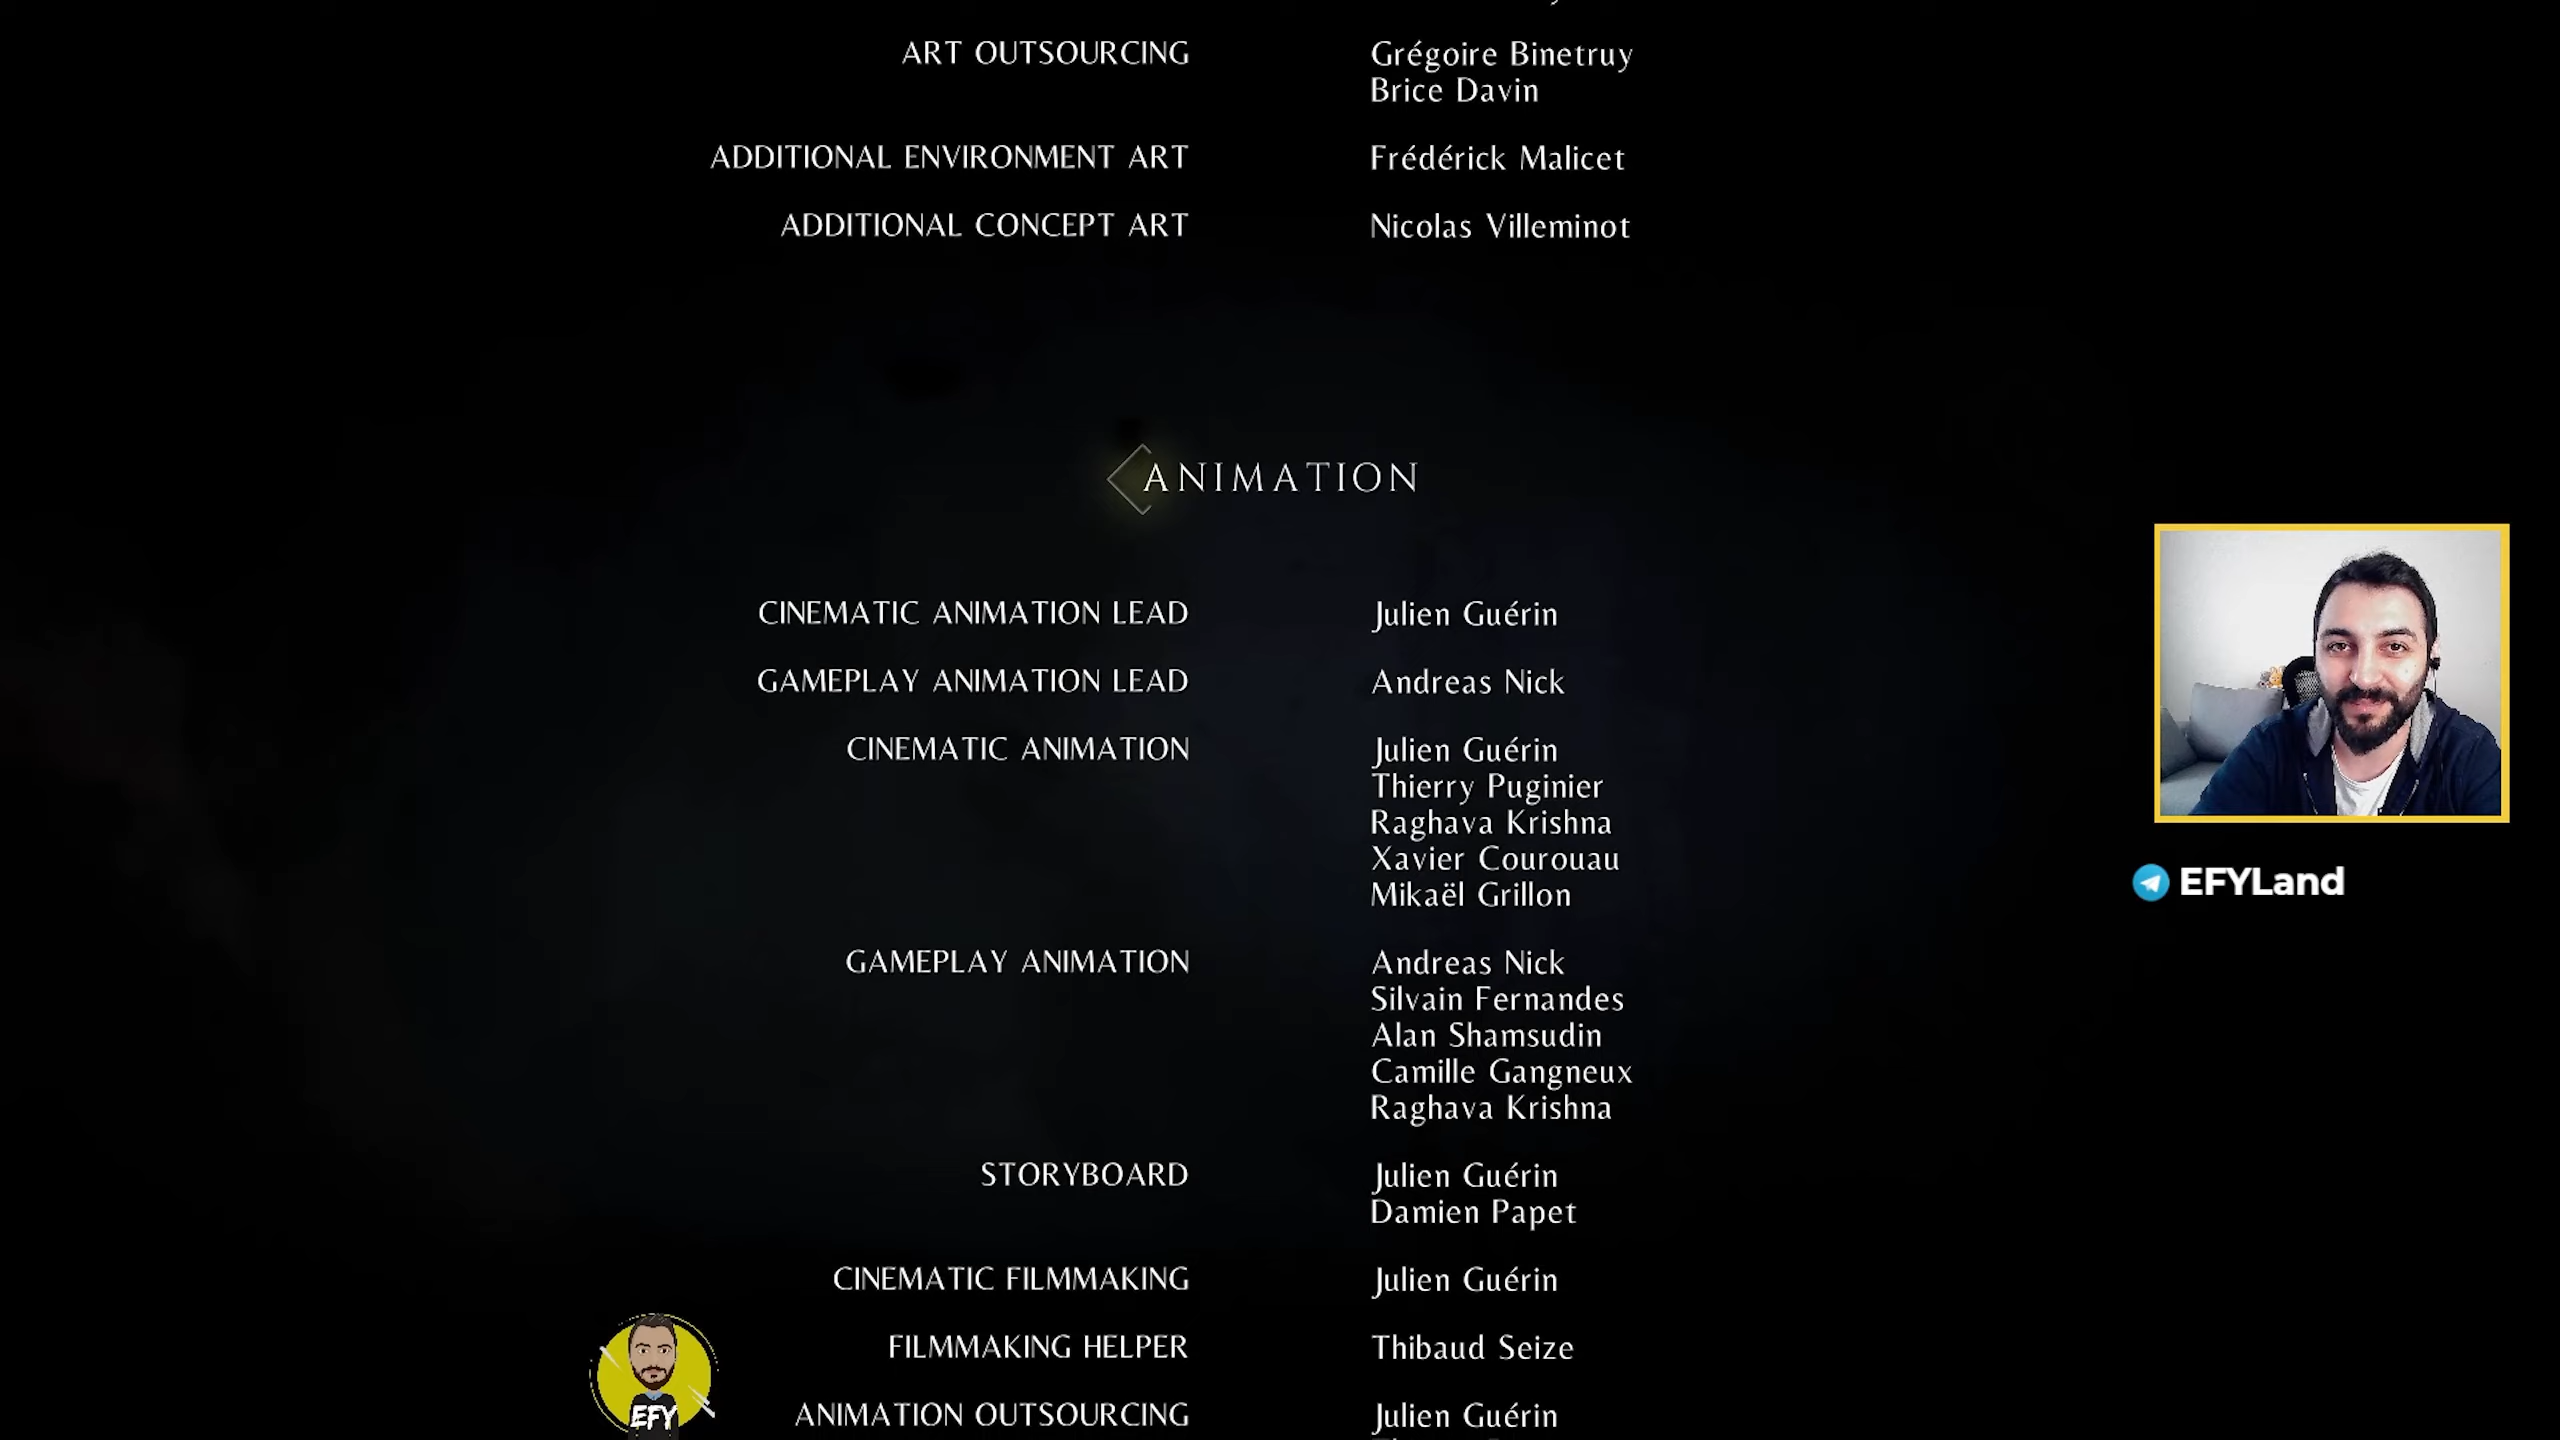 ART OUTSOURCING Grégoire Binetruy
Brice Davin
ADDITIONAL ENVIRONMENT ART Frédérick Malicet
ADDITIONAL CONCEPT ART Nicolas Villeminot
ANIMATION
CINEMATIC ANIMATION LEAD Julien Guérin
GAMEPLAY ANIMATION LEAD Andreas Nick
CINEMATIC ANIMATION Julien Guérin
Thierry Puginier
Raghava Krishna
Xavier Courouau
Mikaël Grillon
EFYLand
GAMEPLAY ANIMATION Andreas Nick
Silvain Fernandes
Alan Shamsudin
Camille Gangneux
Raghava Krishna
STORYBOARD Julien Guérin
Damien Papet
CINEMATIC FILMMAKING Julien Guérin
FILMMAKING HELPER Thibaud Seize
ANIMATION OUTSOURCING Julien Guérin
EFY